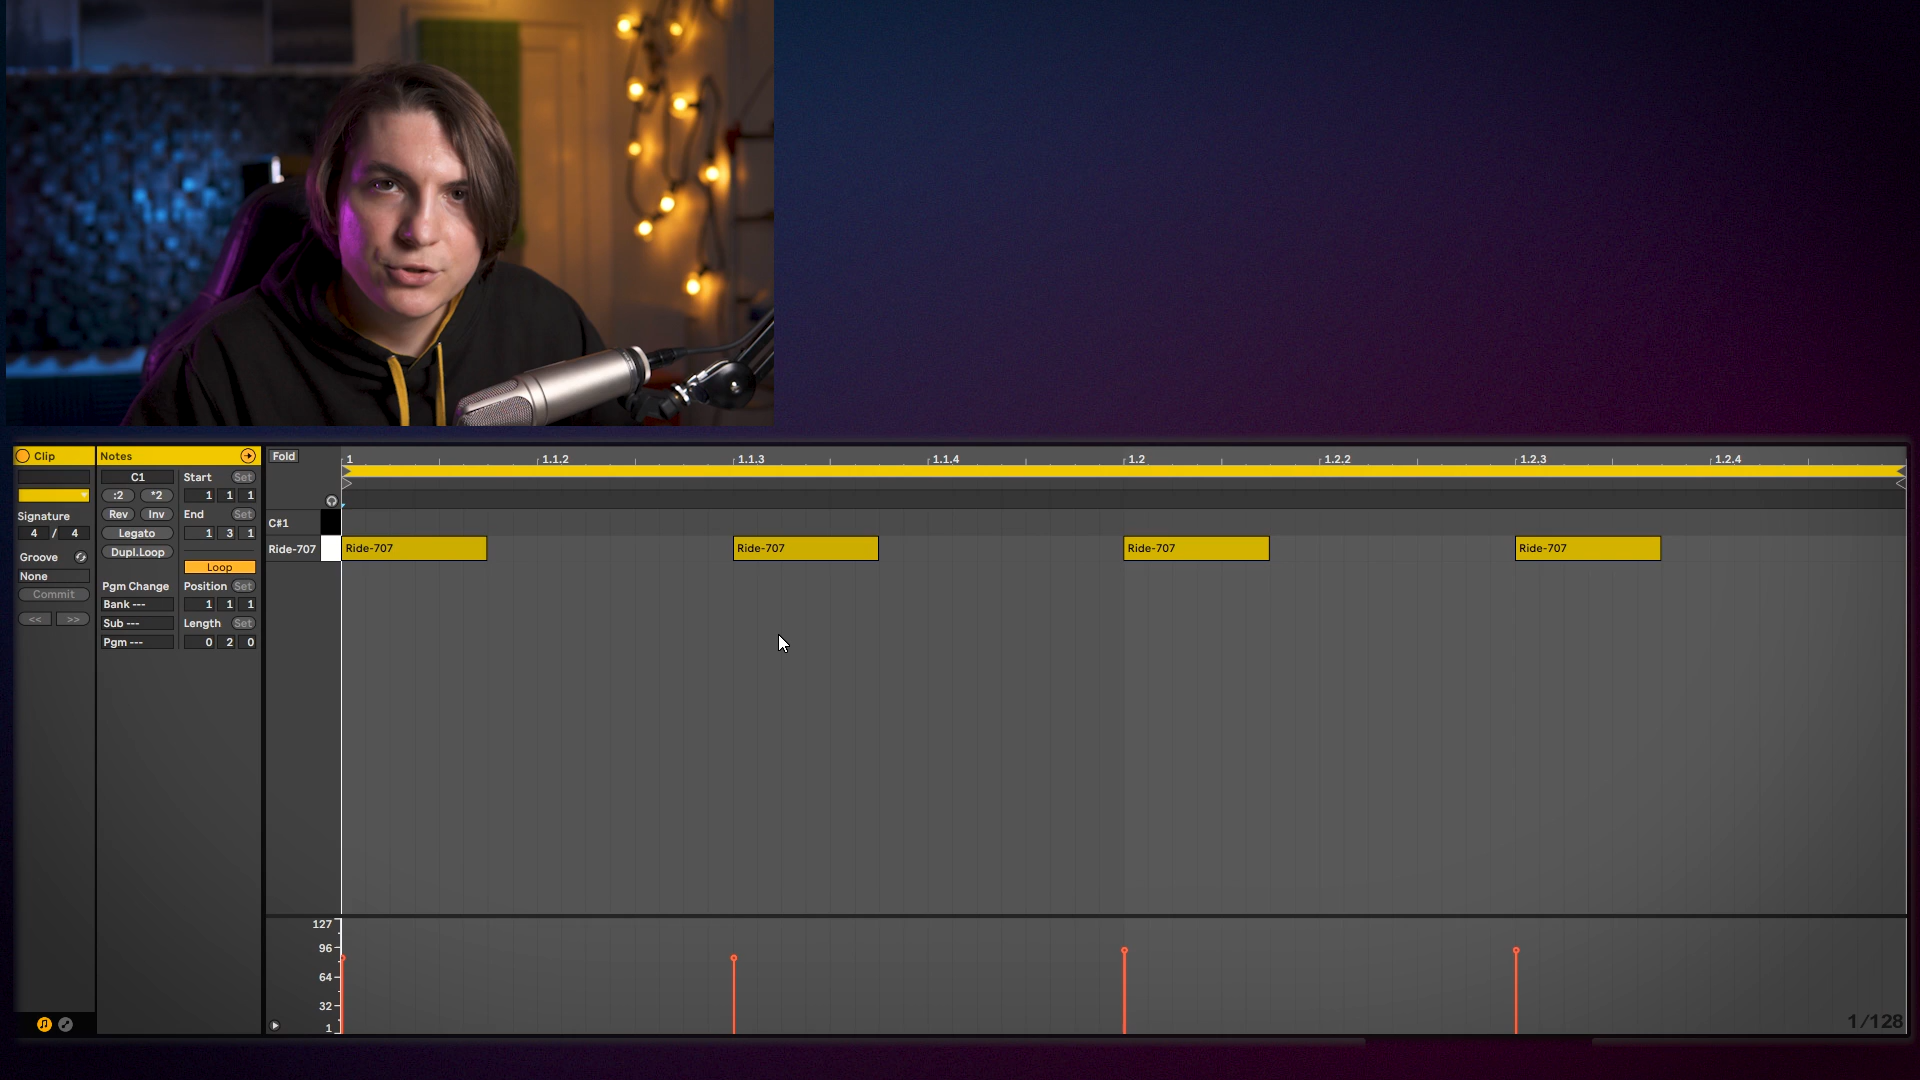 Clip
Notes
Fold
1
1.1.2
1.1.3
1.1.4
1.2
1.2.2
1.2.3
1.2.4
C1
Start Set
:2 *2
1 1 1
Signature
Rev Inv
End Set
4 / 4
Legato
1 3 1
C#1
Groove
Dupl.Loop
Ride-707
Ride-707
Ride-707
Ride-707
Ride-707
None
Loop
Commit
Pgm Change
Position Set
Bank ---
1 1 1
<< >>
Sub ---
Length Set
Pgm ---
0 2 0
127
96
64
32
1
1/128